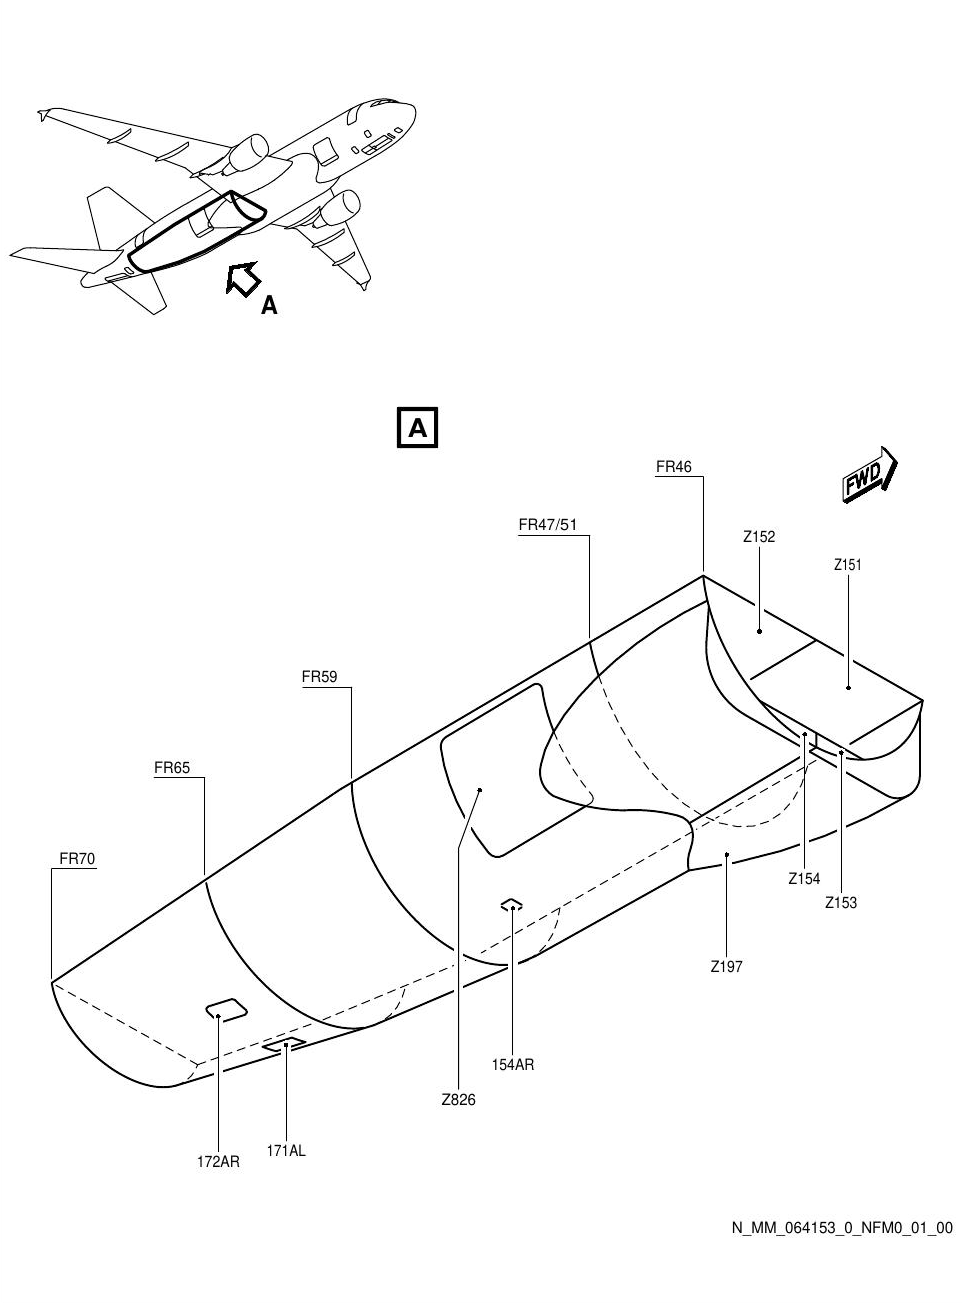 A
A
FWD
FR46
FR47/51
Z152
Z151
FR59
FR65
FR70
Z154
Z153
Z197
154AR
Z826
171AL
172AR
N_MM_064153_0_NFM0_01_00